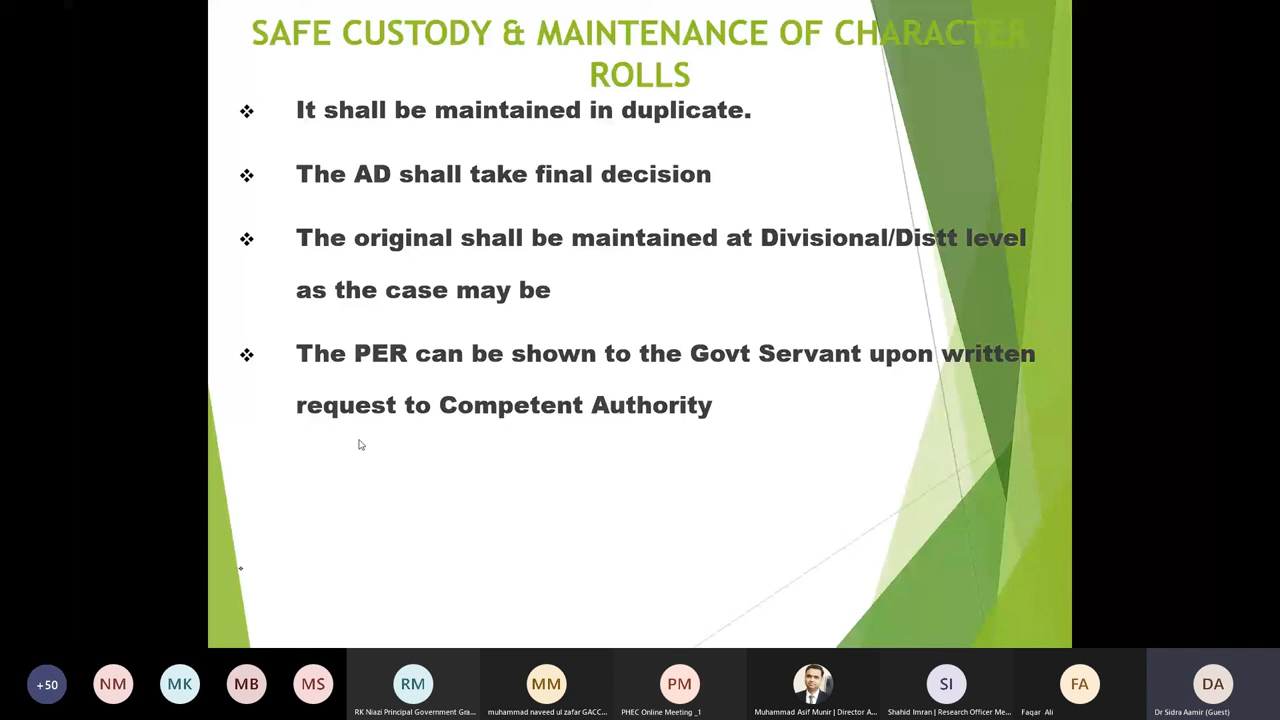 SAFE CUSTODY & MAINTENANCE OF CHARACTER
ROLLS
It shall be maintained in duplicate.
The AD shall take final decision
The original shall be maintained at Divisional/Distt level
as the case may be
The PER can be shown to the Govt Servant upon written
request to Competent Authority
+50
NM
MK
MB
MS
RM
MM
PM
SI
FA
DA
RK Niazi Principal Government Gra...
muhammad naveed ul zafar GACC...
PHEC Online Meeting _1
Muhammad Asif Munir | Director A...
Shahid Imran | Research Officer Me...
Faqar Ali
Dr Sidra Aamir (Guest)